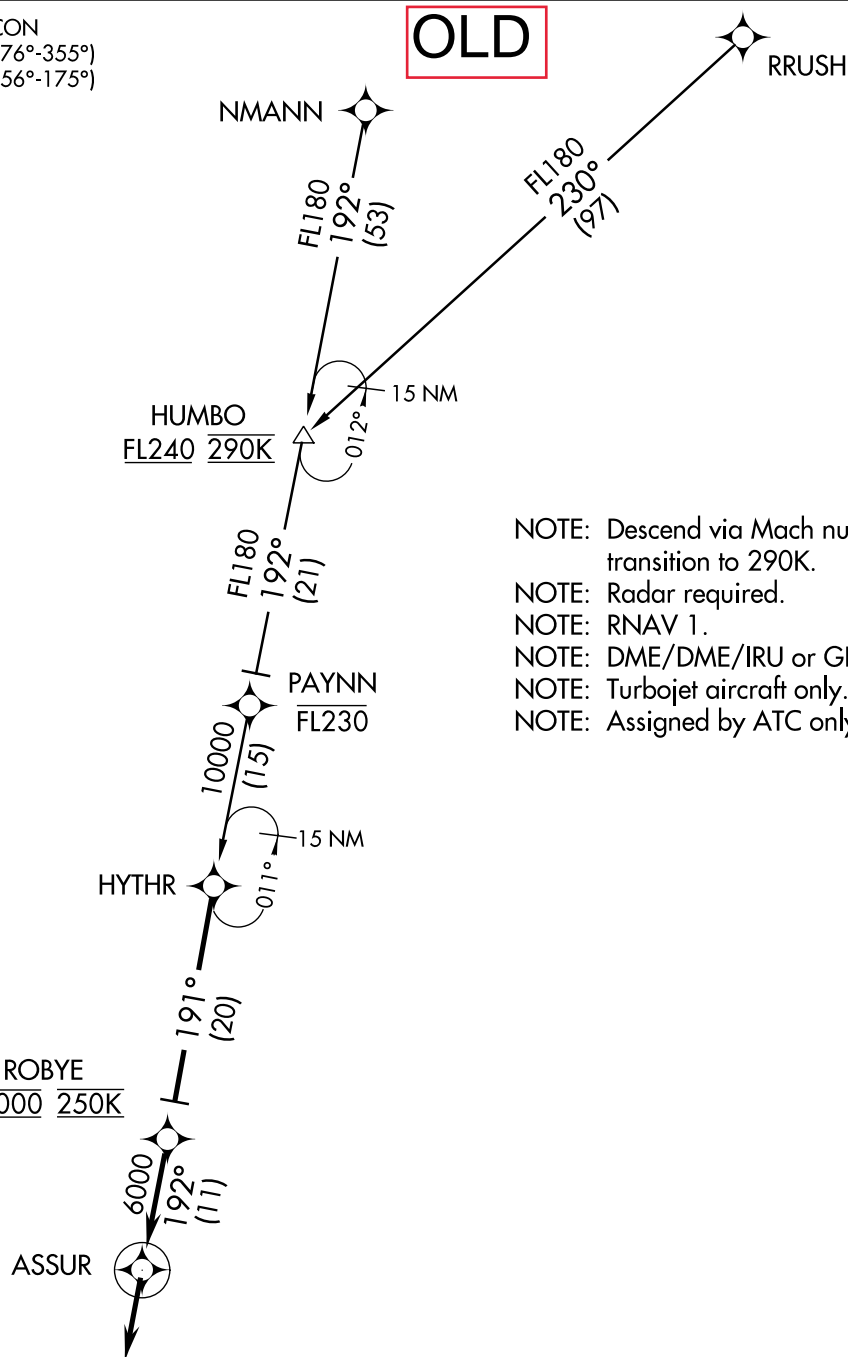 CON
76°-355°)
56°-175°)
OLD
RRUSH
NMANN
FL180
192°
(53)
FL180
230°
(97)
15 NM
012°
HUMBO
FL240 290K
FL180
192°
(21)
NOTE: Descend via Mach nu
transition to 290K.
NOTE: Radar required.
NOTE: RNAV 1.
NOTE: DME/DME/IRU or
NOTE: Turbojet aircraft only.
NOTE: Assigned by ATC only
PAYNN
FL230
10000
(15)
15 NM
011°
HYTHR
191°
(20)
ROBYE
000 250K
6000
192°
(11)
ASSUR